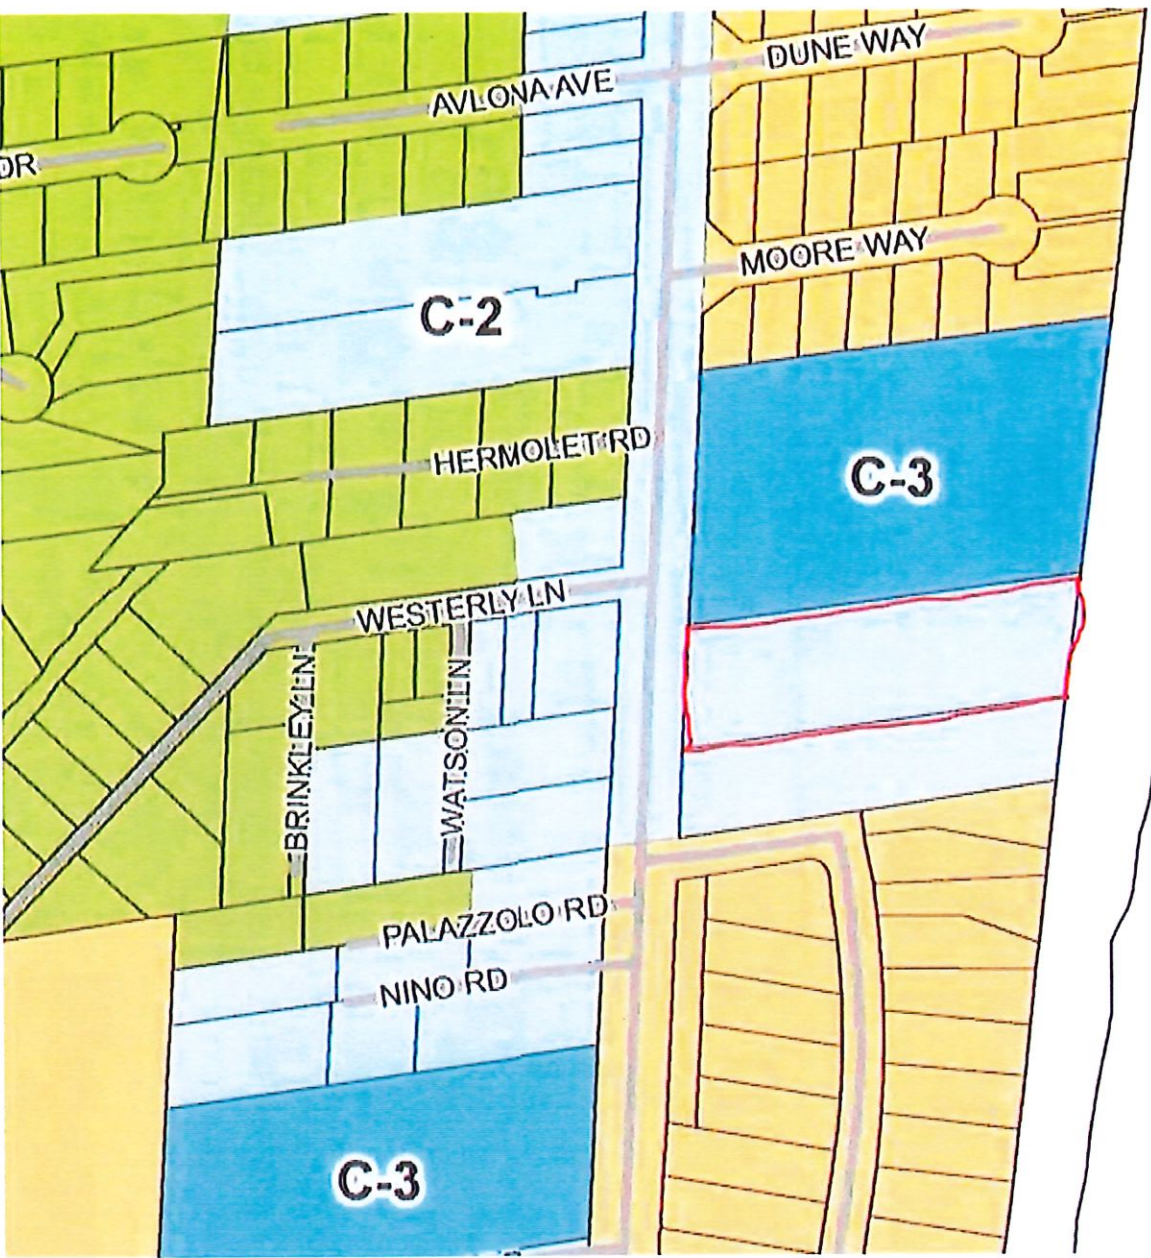 DUNE WAY
AVLONA AVE
DR
MOORE WAY
C-2
HERMOLET RD
C-3
WESTERLY LN
BRINKLEY LN
WATSON LN
PALAZZOLO RD
NINO RD
C-3